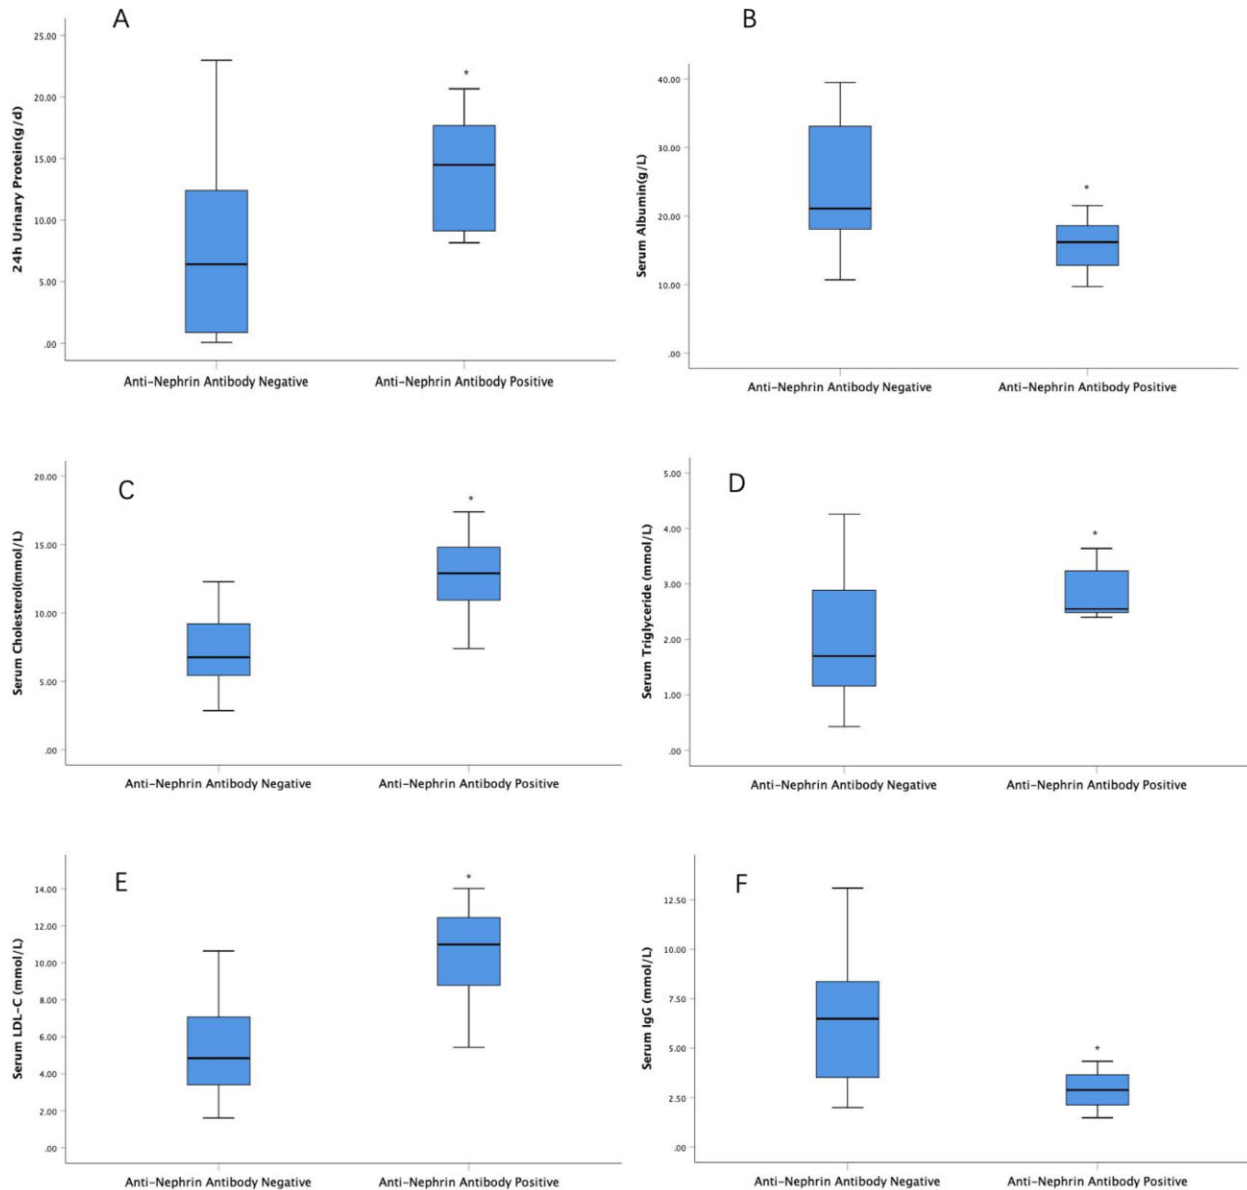 A
24h Urinary Protein(g/d)
25.00
20.00
15.00
10.00
5.00
.00
*
Anti-Nephrin Antibody Negative
Anti-Nephrin Antibody Positive
B
Serum Albumin(g/L)
40.00
30.00
20.00
10.00
.00
*
Anti-Nephrin Antibody Negative
Anti-Nephrin Antibody Positive
C
Serum Cholesterol(mmol/L)
20.00
15.00
10.00
5.00
.00
*
Anti-Nephrin Antibody Negative
Anti-Nephrin Antibody Positive
D
Serum Triglyceride (mmol/L)
5.00
4.00
3.00
2.00
1.00
.00
*
Anti-Nephrin Antibody Negative
Anti-Nephrin Antibody Positive
E
Serum LDL-C (mmol/L)
14.00
12.00
10.00
8.00
6.00
4.00
2.00
.00
*
Anti-Nephrin Antibody Negative
Anti-Nephrin Antibody Positive
F
Serum IgG (mmol/L)
12.50
10.00
7.50
5.00
2.50
.00
*
Anti-Nephrin Antibody Negative
Anti-Nephrin Antibody Positive